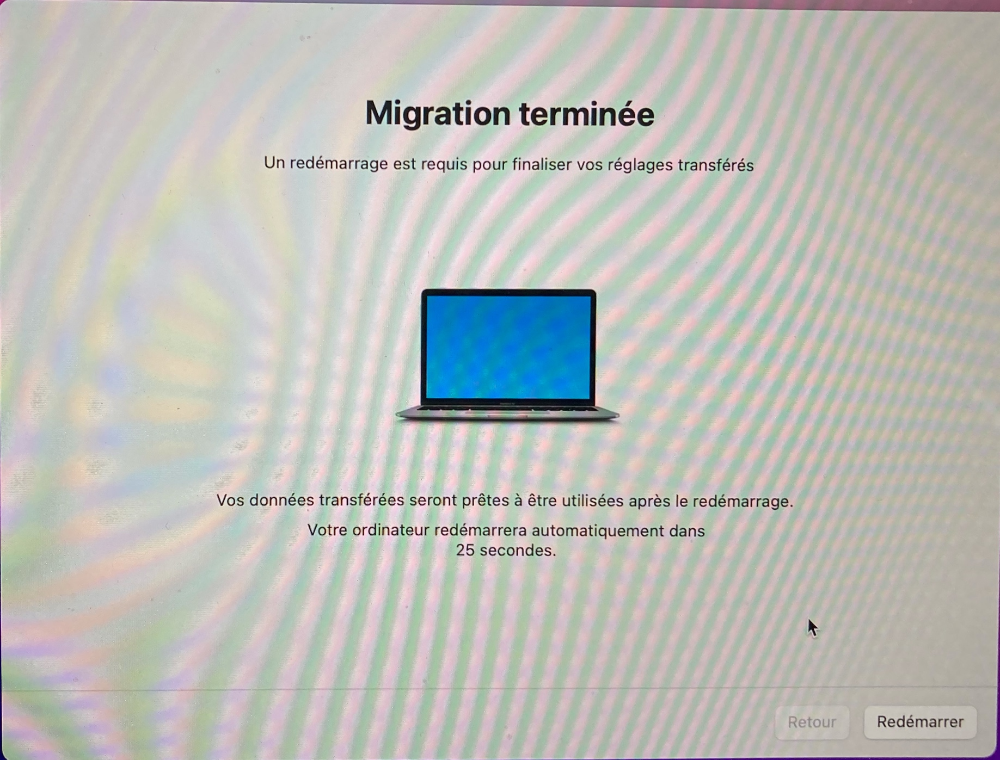 Migration terminée
Un redémarrage est requis pour finaliser vos réglages transférés
Vos données transférées seront prêtes à être utilisées après le redémarrage.
Votre ordinateur redémarrera automatiquement dans
25 secondes.
Retour
Redémarrer